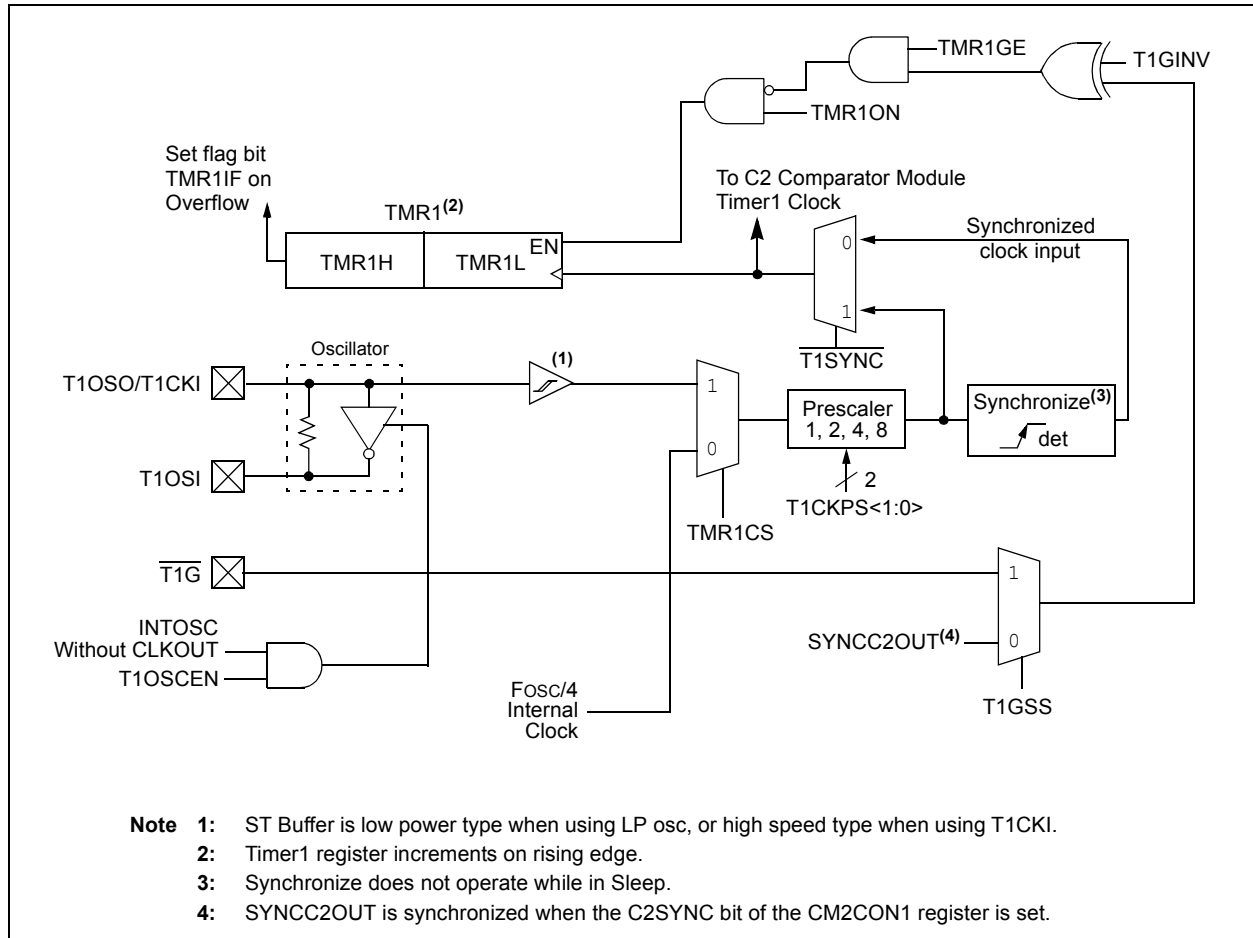 TMR1GE
T1GINV
TMR1ON
Set flag bit
TMR1IF on
Overflow
To C2 Comparator Module
Timer1 Clock
TMR1(2)
EN
TMR1H
TMR1L
0
Synchronized
clock input
1
T1SYNC
Oscillator
(1)
T1OSO/T1CKI
1
Prescaler
1, 2, 4, 8
Synchronize(3)
det
0
T1OSI
2
T1CKPS<1:0>
TMR1CS
T1G
1
INTOSC
Without CLKOUT
T1OSCEN
SYNCC2OUT(4)
0
FOSC/4
Internal
Clock
T1GSS
Note 1: ST Buffer is low power type when using LP osc, or high speed type when using T1CKI.
2: Timer1 register increments on rising edge.
3: Synchronize does not operate while in Sleep.
4: SYNCC2OUT is synchronized when the C2SYNC bit of the CM2CON1 register is set.